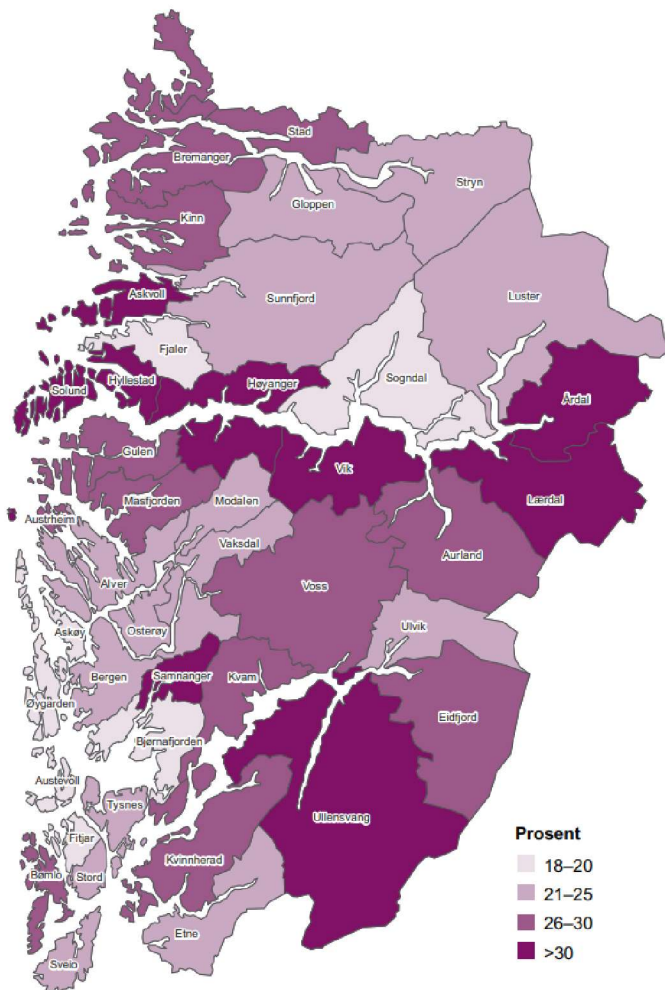 Stad
Bremanger
Stryn
Gloppen
Kinn
Askvoll
Sunnfjord
Luster
Fjaler
Sogndal
Hyllestad
Høyanger
Solund
Årdal
Gulen
Vik
Lærdal
Masfjorden
Modalen
Austrheim
Vaksdal
Aurland
Alver
Voss
Askøy
Osterøy
Ulvik
Bergen
Samnanger
Kvam
Øygarden
Eidfjord
Bjørnafjorden
Austevoll
Tysnes
Ullensvang
Fitjar
Kvinnherad
Bømlo
Stord
Etne
Sveio
Prosent
18–20
21–25
26–30
>30